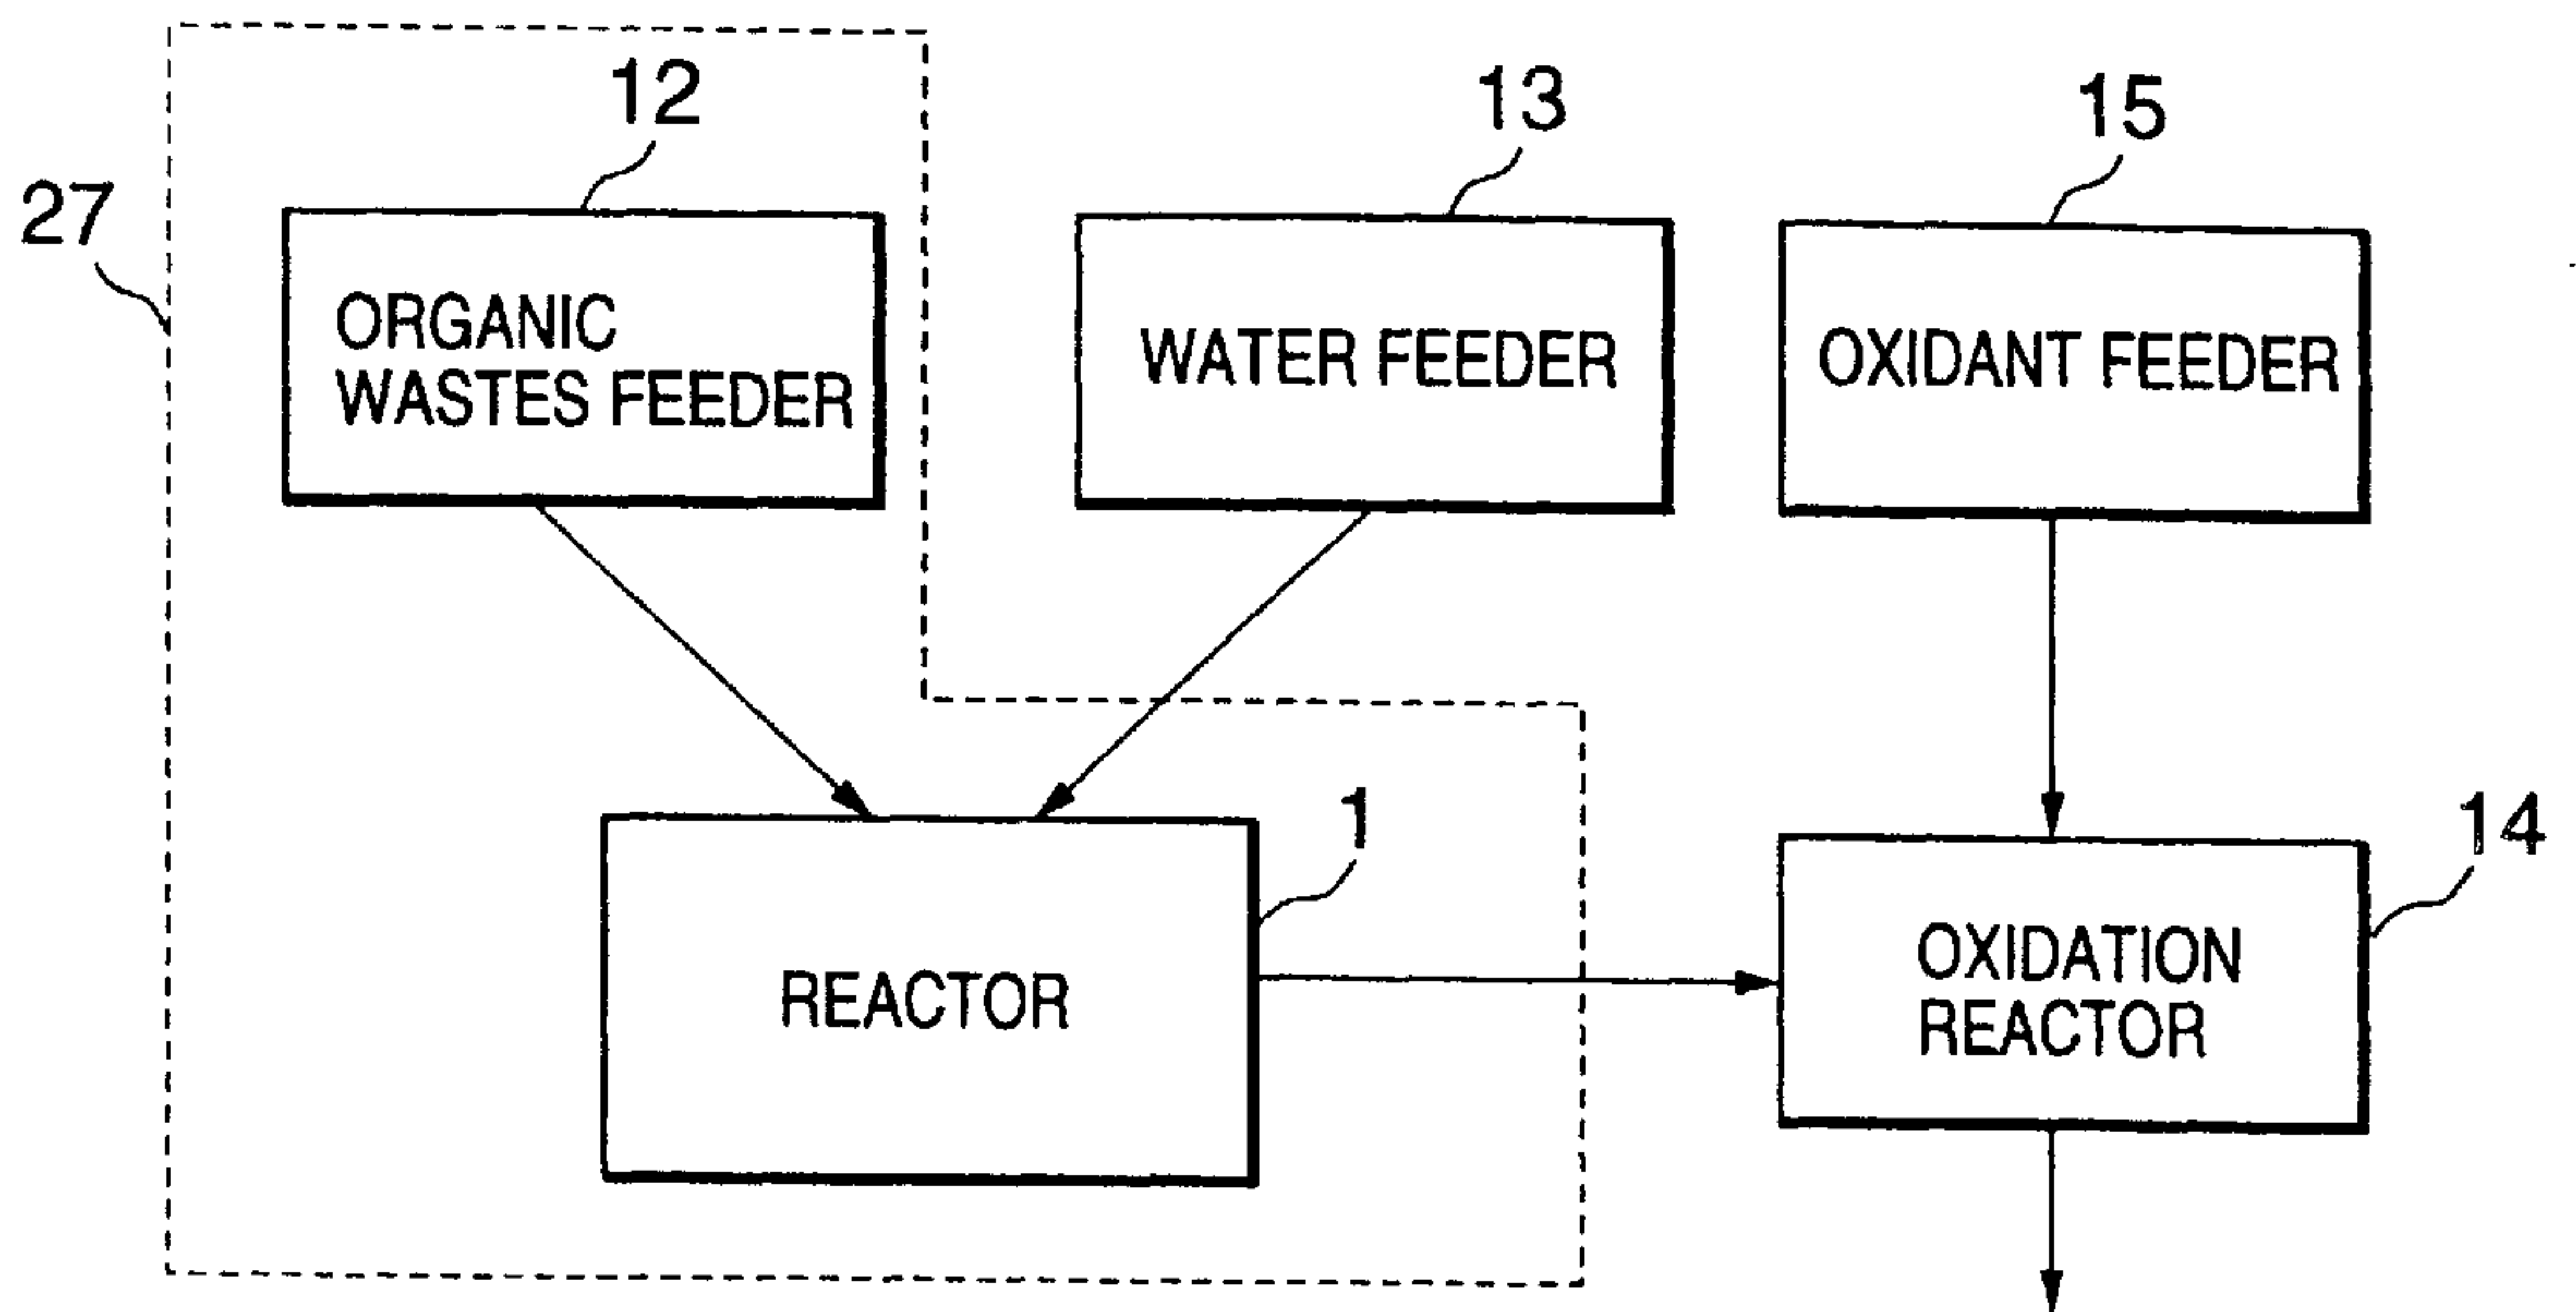 12
13
15
27
ORGANIC
WASTES FEEDER
WATER FEEDER
OXIDANT FEEDER
1
14
REACTOR
OXIDATION
REACTOR